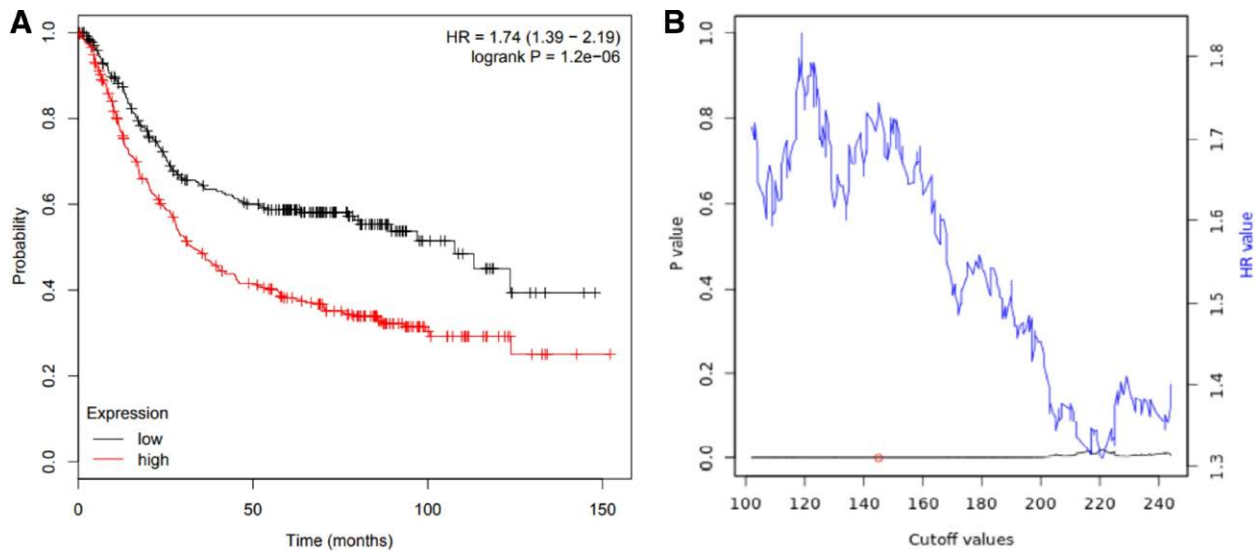 A
HR = 1.74 (1.39 − 2.19)
logrank P = 1.2e−06
Probability
1.0
0.8
0.6
0.4
0.2
0.0
Expression
low
high
0
50
100
150
Time (months)
B
P value
1.0
0.8
0.6
0.4
0.2
0.0
100
120
140
160
180
200
220
240
Cutoff values
1.8
1.7
1.6
1.5
1.4
1.3
HR value